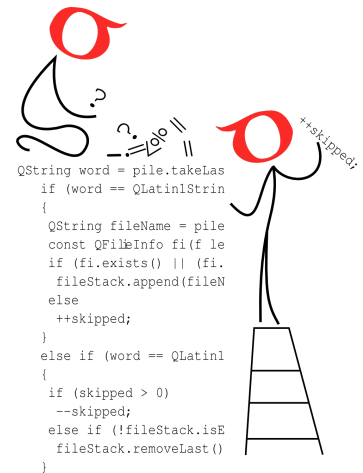 ?
?
!=
<
%
=
=
++skipped;
QString word = pile.takeLas
if (word == QLatin1Strin
{
QString fileName = pile
const QFileInfo fi(f le
if (fi.exists() || (fi.
fileStack.append(fileN
else
++skipped;
}
else if (word == QLatin1
{
if (skipped > 0)
--skipped;
else if (!fileStack.isE
fileStack.removeLast()
}